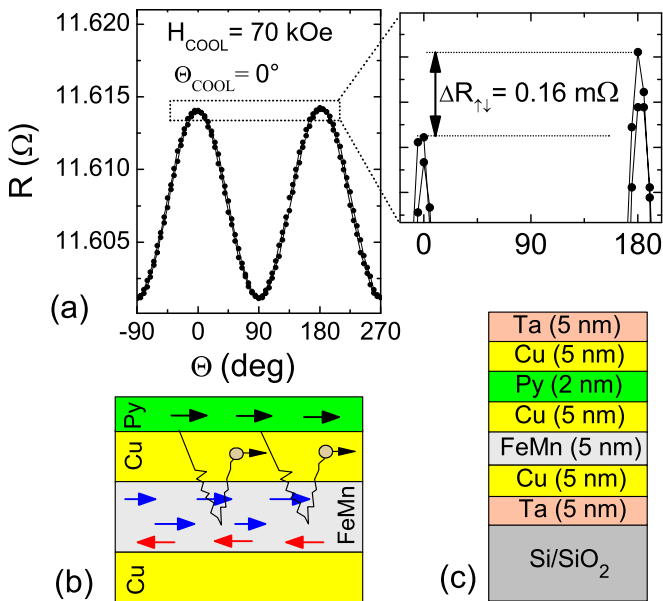 11.620
11.615
11.610
11.605
R (Ω)
H_COOL = 70 kOe
Θ_COOL = 0°
-90 0 90 180 270
Θ (deg)
(a)
ΔR↑↓ = 0.16 mΩ
0 90 180
Py
Cu
FeMn
Cu
(b)
Ta (5 nm)
Cu (5 nm)
Py (2 nm)
Cu (5 nm)
FeMn (5 nm)
Cu (5 nm)
Ta (5 nm)
Si/SiO₂
(c)